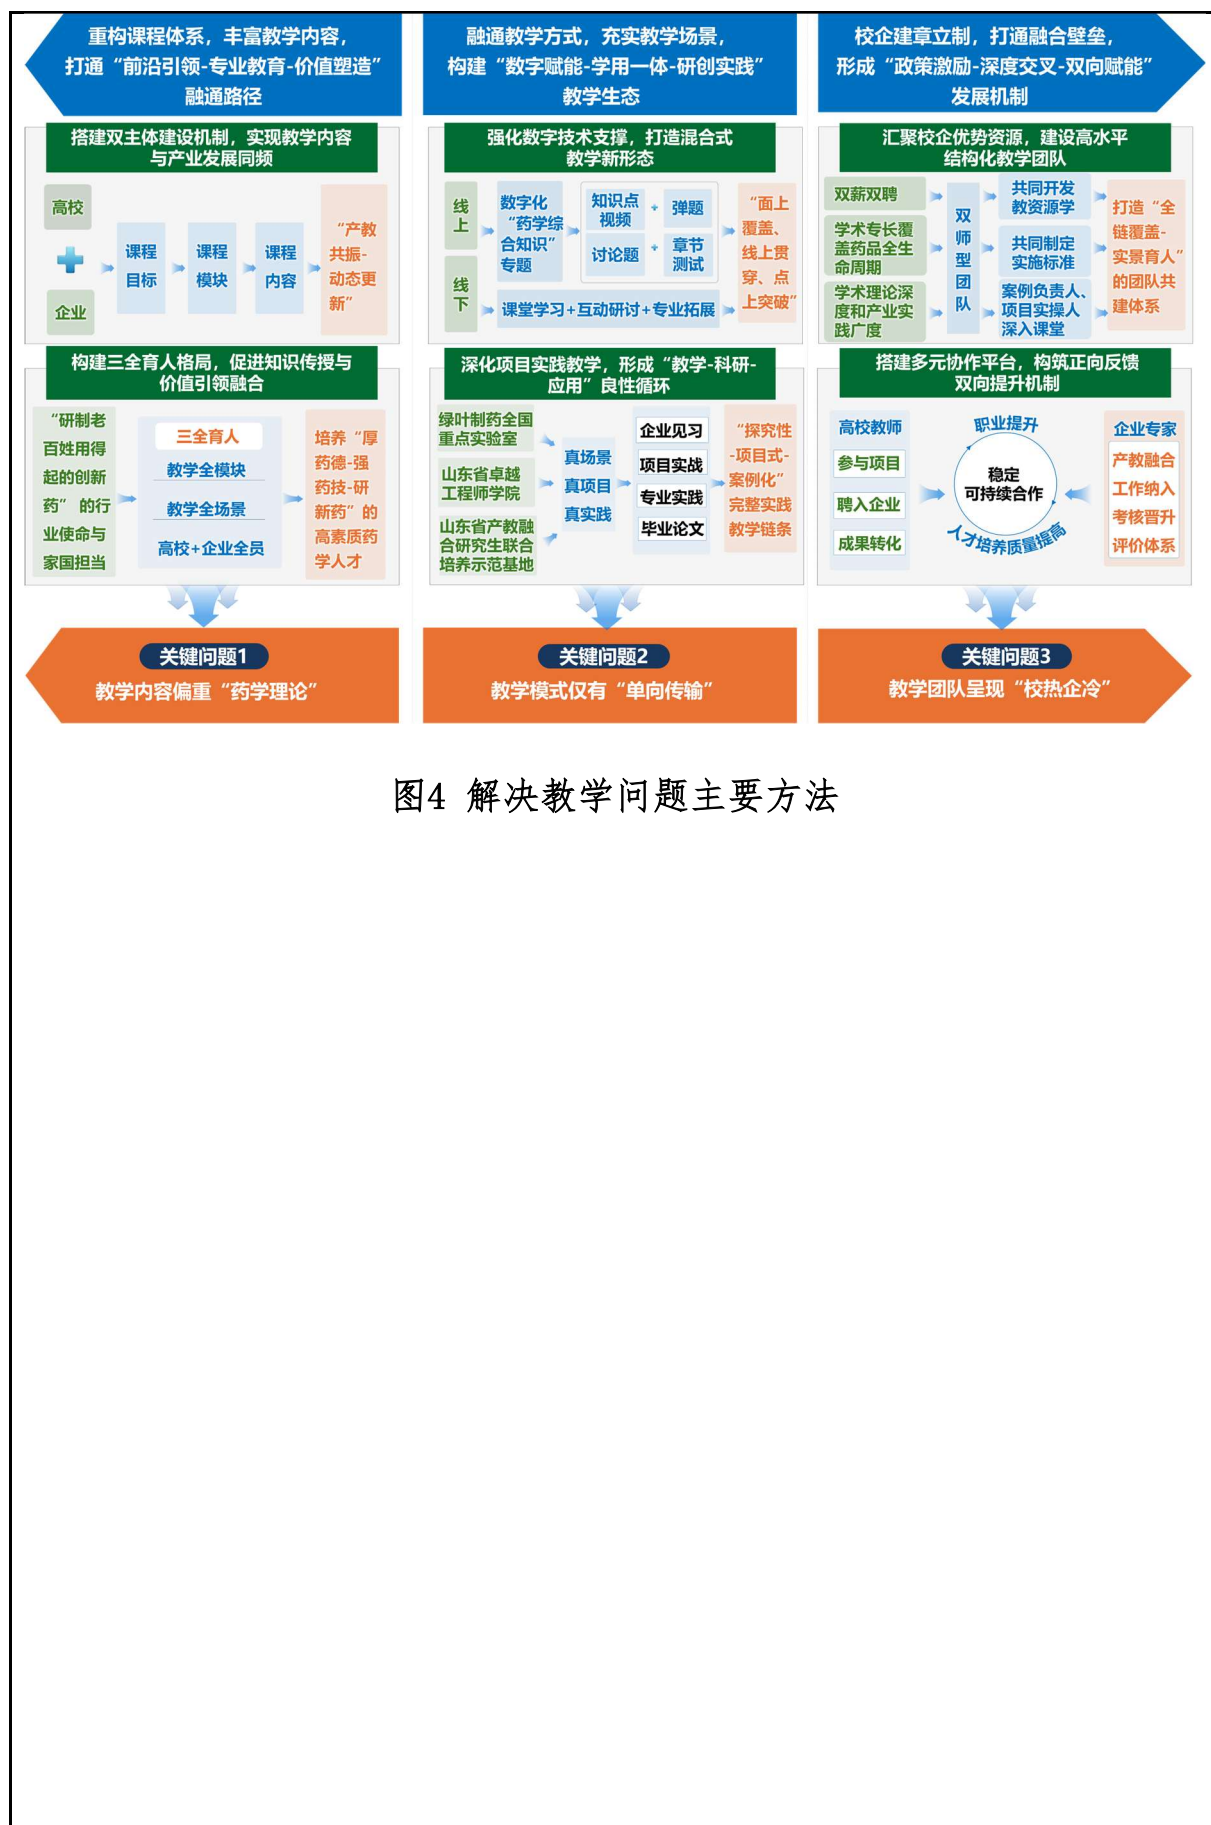 重构课程体系，丰富教学内容，
打通“前沿引领-专业教育-价值塑造”
融通路径
搭建双主体建设机制，实现教学内容
与产业发展同频
高校
企业
课程
目标
课程
模块
课程
内容
“产教
共振-
动态更
新”
构建三全育人格局，促进知识传授与
价值引领融合
“研制老
百姓用得
起的创新
药”的行
业使命与
家国担当
三全育人
教学全模块
教学全场景
高校+企业全员
培养“厚
药德-强
药技-研
新药”的
高素质药
学人才
关键问题1
教学内容偏重“药学理论”
融通教学方式，充实教学场景，
构建“数字赋能-学用一体-研创实践”
教学生态
强化数字技术支撑，打造混合式
教学新形态
线
上
数字化
“药学综
合知识”
专题
知识点
视频
+
弹题
讨论题
+
章节
测试
线
下
课堂学习+互动研讨+专业拓展
“面上
覆盖、
线上贯
穿、点
上突破”
深化项目实践教学，形成“教学-科研-
应用”良性循环
绿叶制药全国
重点实验室
山东省卓越
工程师学院
山东省产教融
合研究生联合
培养示范基地
真场景
真项目
真实践
企业见习
项目实战
专业实践
毕业论文
“探究性
-项目式-
案例化”
完整实践
教学链条
关键问题2
教学模式仅有“单向传输”
校企建章立制，打通融合壁垒，
形成“政策激励-深度交叉-双向赋能”
发展机制
汇聚校企优势资源，建设高水平
结构化教学团队
双薪双聘
学术专长覆
盖药品全生
命周期
学术理论深
度和产业实
践广度
双
师
型
团
队
共同开发
教资源学
共同制定
实施标准
案例负责人、
项目实操人
深入课堂
打造“全
链覆盖-
实景育人”
的团队共
建体系
搭建多元协作平台，构筑正向反馈
双向提升机制
高校教师
参与项目
聘入企业
成果转化
职业提升
稳定
可持续合作
人才培养质量提高
企业专家
产教融合
工作纳入
考核晋升
评价体系
关键问题3
教学团队呈现“校热企冷”
图4 解决教学问题主要方法